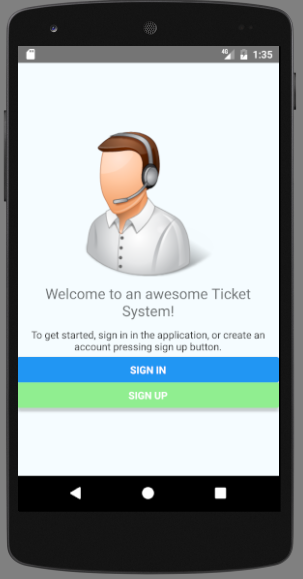 4G 1:35
Welcome to an awesome Ticket
System!
To get started, sign in in the application, or create an
account pressing sign up button.
SIGN IN
SIGN UP